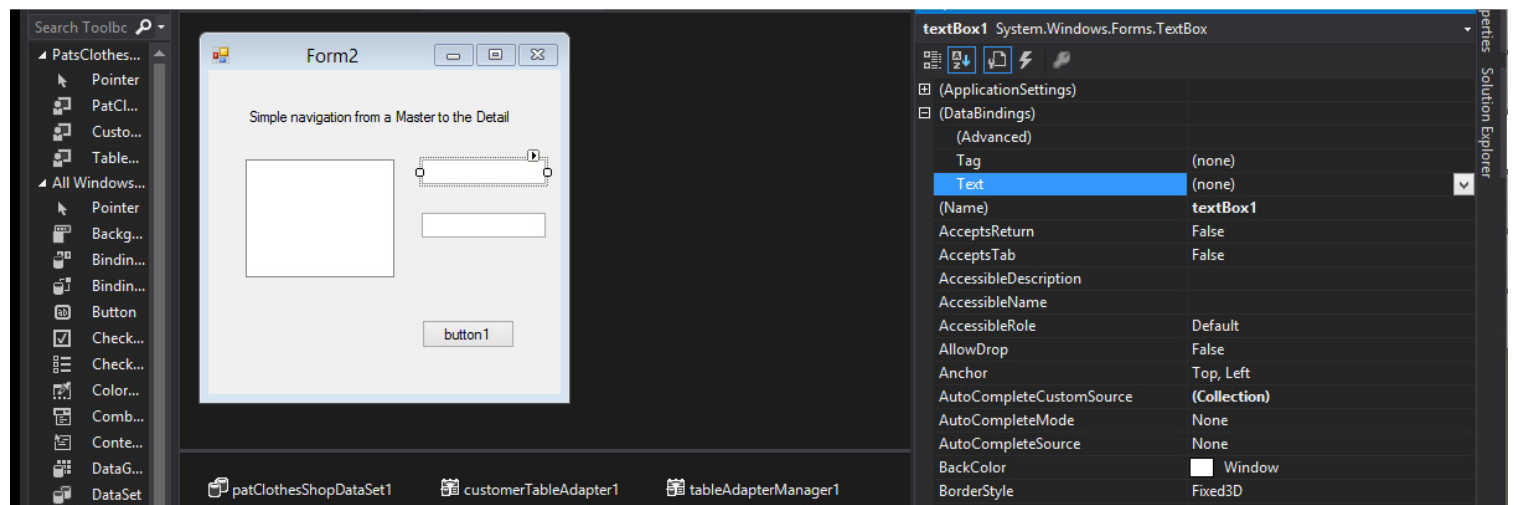 Search Toolbc
PatsClothes...
Pointer
PatCl...
Custo...
Table...
All Windows...
Pointer
Backg...
Bindin...
Bindin...
Button
Check...
Check...
Color...
Comb...
Conte...
DataG...
DataSet
Form2
Simple navigation from a Master to the Detail
button1
patClothesShopDataSet1 customerTableAdapter1 tableAdapterManager1
textBox1 System.Windows.Forms.TextBox
(ApplicationSettings)
(DataBindings)
(Advanced)
Tag (none)
Text (none)
(Name) textBox1
AcceptsReturn False
AcceptsTab False
AccessibleDescription
AccessibleName
AccessibleRole Default
AllowDrop False
Anchor Top, Left
AutoCompleteCustomSource (Collection)
AutoCompleteMode None
AutoCompleteSource None
BackColor Window
BorderStyle Fixed3D
perties
Solution Explorer